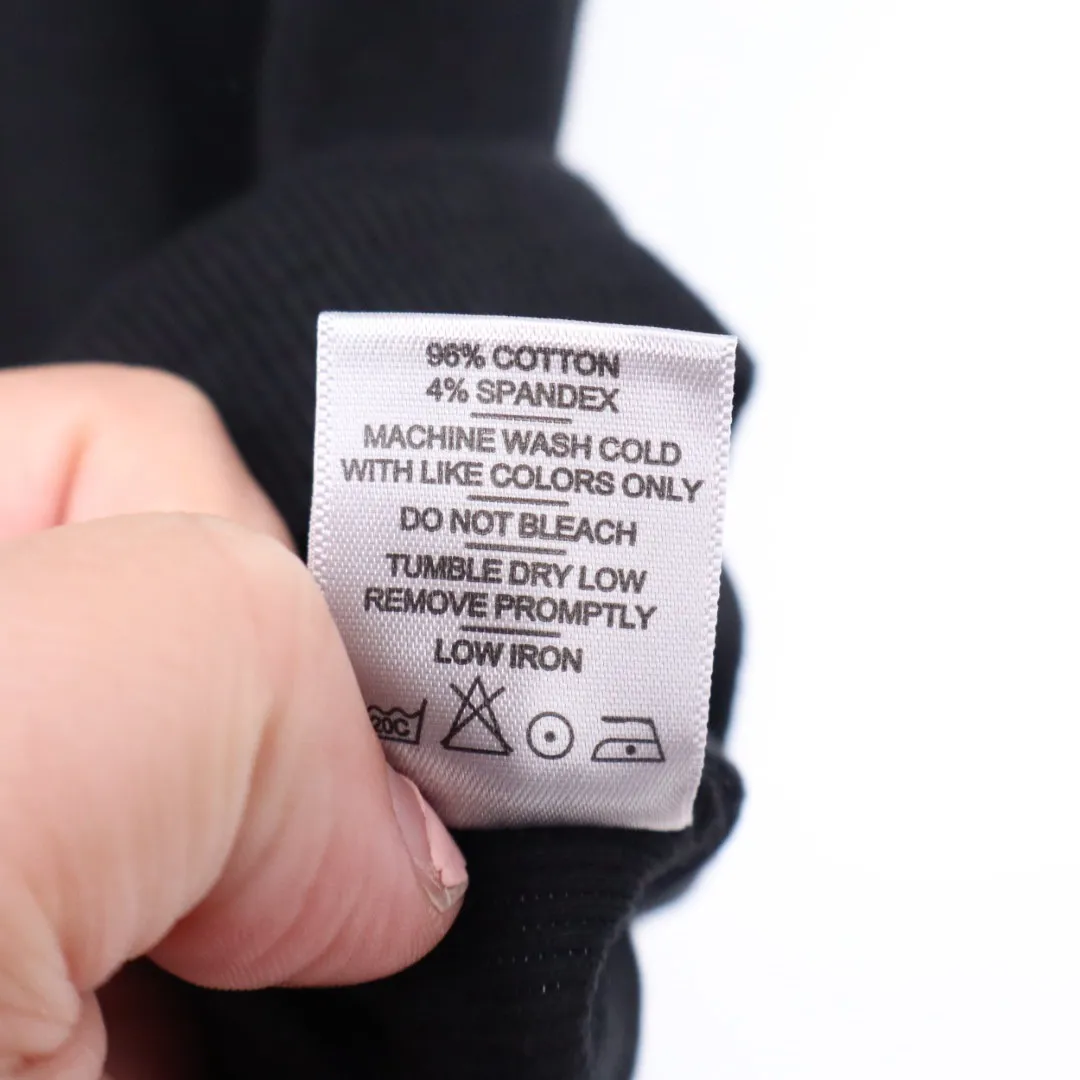 96% COTTON
4% SPANDEX
MACHINE WASH COLD
WITH LIKE COLORS ONLY
DO NOT BLEACH
TUMBLE DRY LOW
REMOVE PROMPTLY
LOW IRON
20C